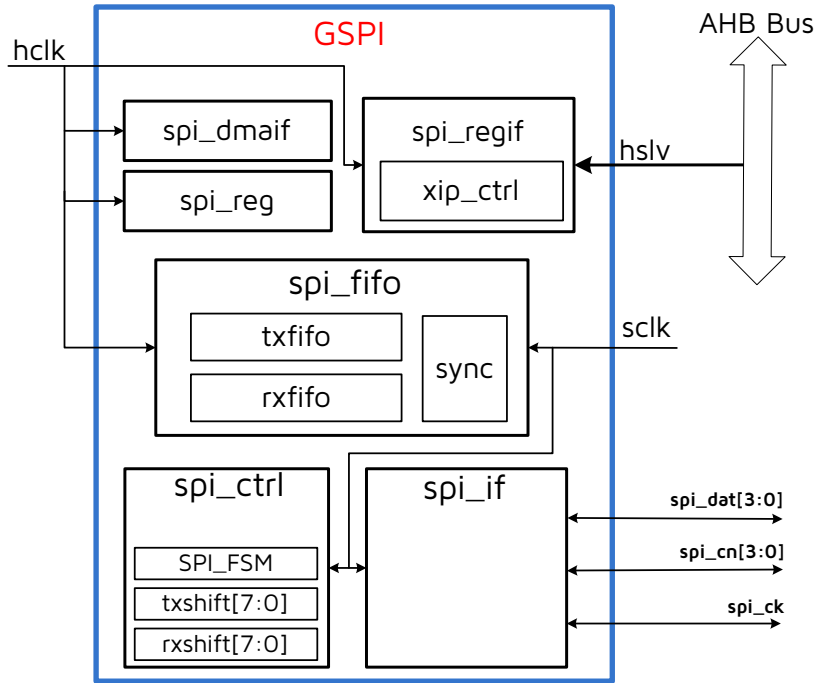 GSPI
AHB Bus
hclk
spi_dmaif
spi_regif
hslv
xip_ctrl
spi_reg
spi_fifo
txfifo
sclk
sync
rxfifo
spi_ctrl
spi_if
spi_dat[3:0]
SPI_FSM
spi_cn[3:0]
txshift[7:0]
spi_ck
rxshift[7:0]